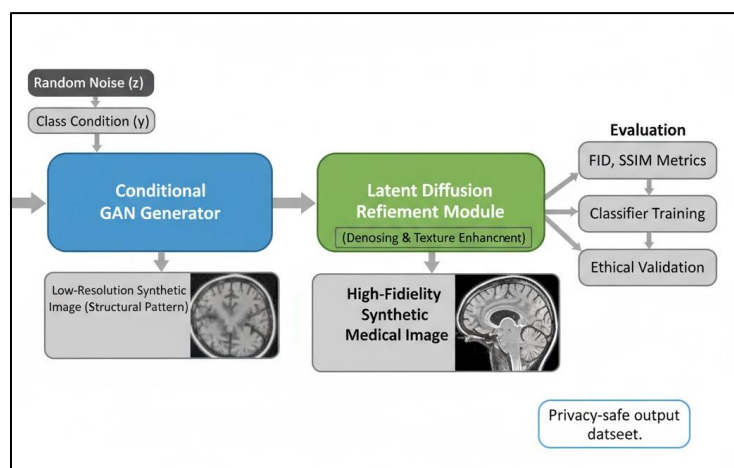 Random Noise (z)
Class Condition (y)
Conditional
GAN Generator
Low-Resolution Synthetic
Image (Structural Pattern)
Latent Diffusion
Refiement Module
(Denosing & Texture Enhancnent)
High-Fidielity
Synthetic
Medical Image
Evaluation
FID, SSIM Metrics
Classifier Training
Ethical Validation
Privacy-safe output
datseet.